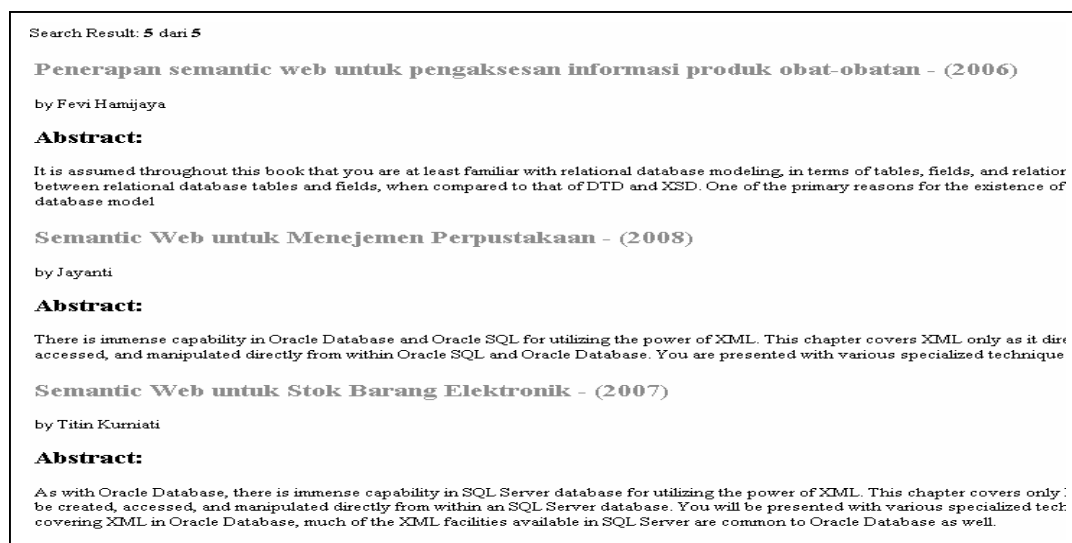 Search Result: 5 dari 5
Penerapan semantic web untuk pengaksesan informasi produk obat-obatan - (2006)
by Fevi Hamijaya
Abstract:
It is assumed throughout this book that you are at least familiar with relational database modeling, in terms of tables, fields, and
between relational database tables and fields, when compared to that of DTD and XSD. One of the primary reasons for the existence of
database model
Semantic Web untuk Menejemen Perpustakaan - (2008)
by Jayanti
Abstract:
There is immense capability in Oracle Database and Oracle SQL for utilizing the power of XML. This chapter covers XML only as it
accessed, and manipulated directly from within Oracle SQL and Oracle Database. You are presented with various specialized technique
Semantic Web untuk Stok Barang Elektronik - (2007)
by Titin Kurniati
Abstract:
As with Oracle Database, there is immense capability in SQL Server database for utilizing the power of XML. This chapter covers only
be created, accessed, and manipulated directly from within an SQL Server database. You will be presented with various specialized
covering XML in Oracle Database, much of the XML facilities available in SQL Server are common to Oracle Database as well.